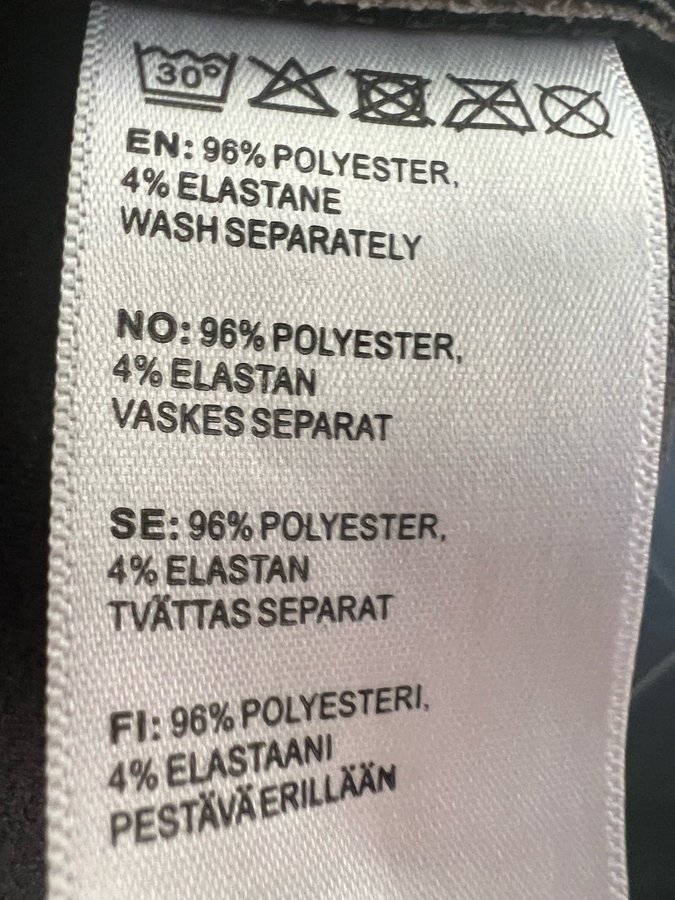 30°
EN: 96% POLYESTER,
4% ELASTANE
WASH SEPARATELY
NO: 96% POLYESTER,
4% ELASTAN
VASKES SEPARAT
SE: 96% POLYESTER,
4% ELASTAN
TVÄTTAS SEPARAT
FI: 96% POLYESTERI,
4% ELASTAANI
PESTÄVÄ ERILLÄÄN